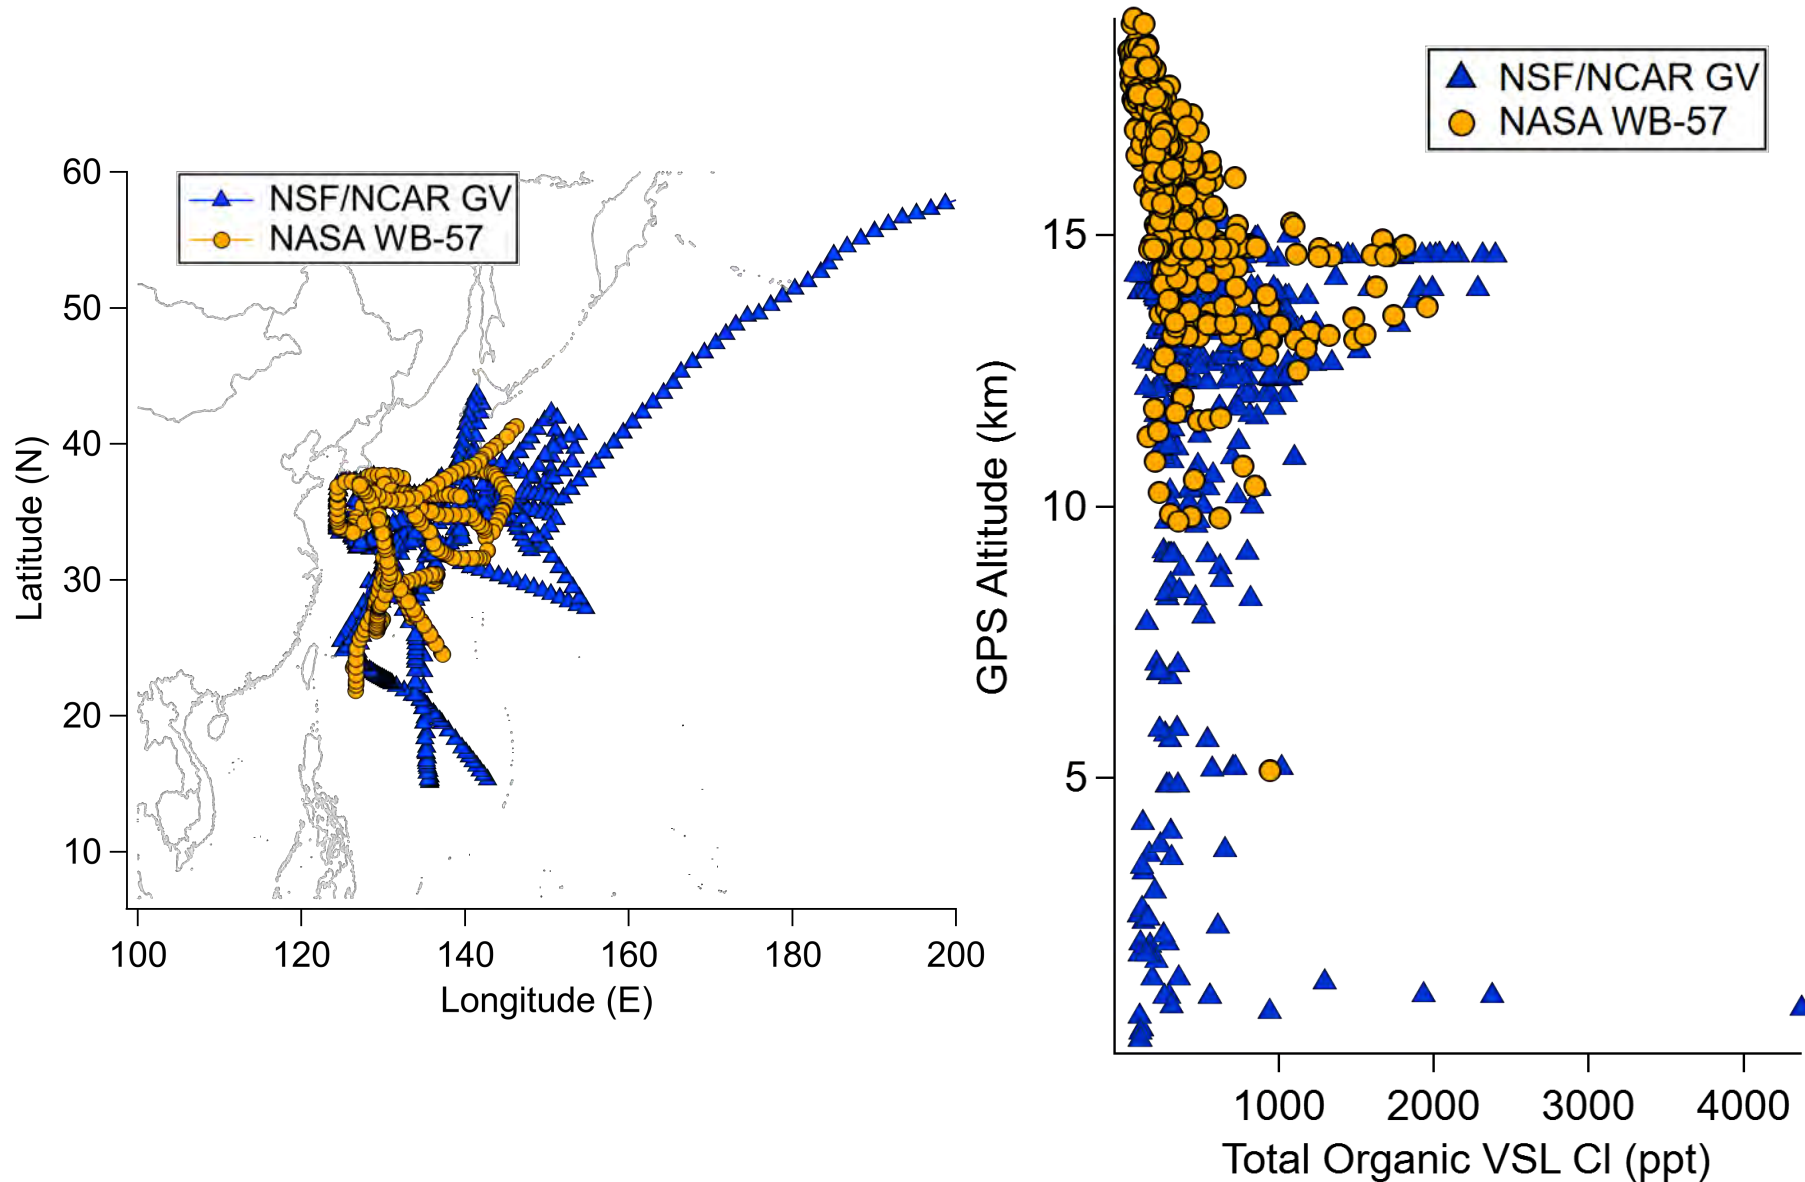 NSF/NCAR GV
NASA WB-57
60
50
40
30
20
10
Latitude (N)
100
120
140
160
180
200
Longitude (E)
NSF/NCAR GV
NASA WB-57
15
10
5
GPS Altitude (km)
1000
2000
3000
4000
Total Organic VSL Cl (ppt)